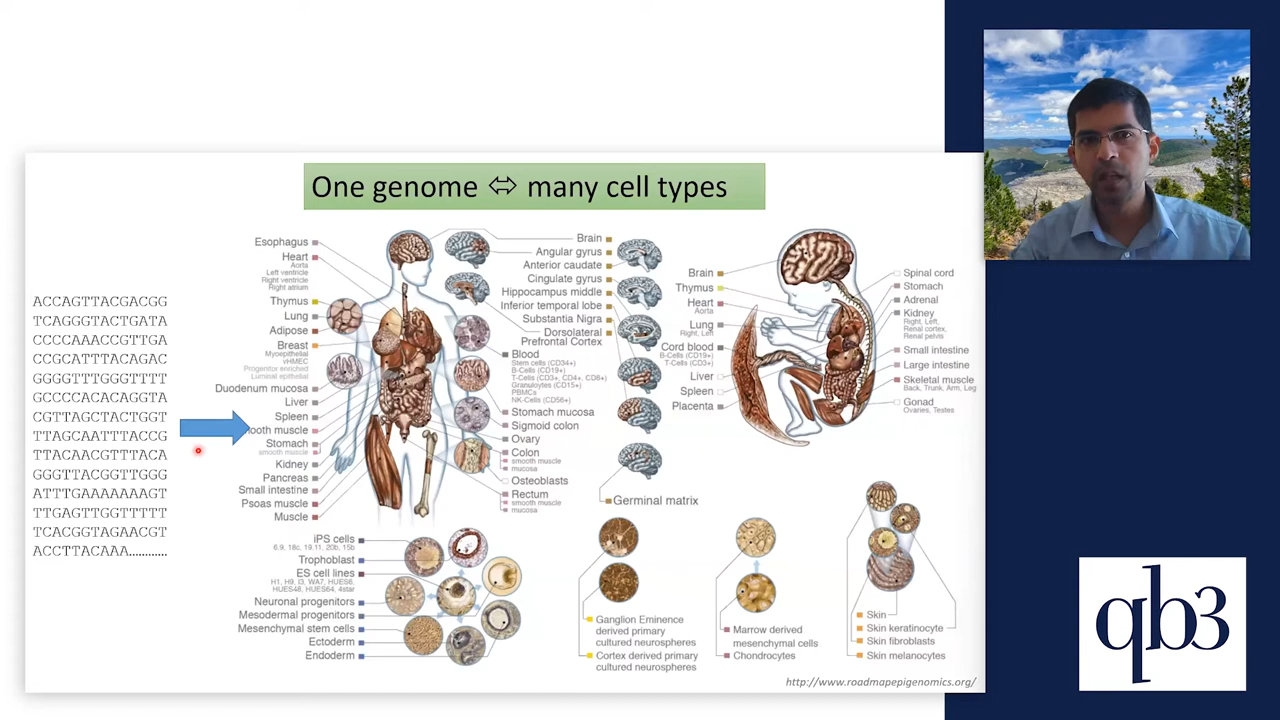 One genome ⇔ many cell types
ACCAGTTACGACGG
TCAGGGTACTGATA
CCCCAAACCGTTGA
CCGCATTTACAGAC
GGGGTTTGGGTTTT
GCCCCACACAGGTA
CGTTAGCTACTGGT
TTAGCAATTTACCG
TTACAACGTTTACA
GGGTTACGGTTGGG
ATTTGAAAAAAAGT
TTGAGTTGGTTTTT
TCACGGTAGAACGT
ACCTTACAAA............
Esophagus
Heart
Aorta
Left ventricle
Right ventricle
Right atrium
Thymus
Lung
Adipose
Breast
Myoepithelial
vHMEC
Progenitor enriched
Luminal epithelial
Duodenum mucosa
Liver
Spleen
ooth muscle
Stomach
smooth muscle
Kidney
Pancreas
Small intestine
Psoas muscle
Muscle
Brain
Angular gyrus
Anterior caudate
Cingulate gyrus
Hippocampus middle
Inferior temporal lobe
Substantia Nigra
Dorsolateral
Prefrontal Cortex
Blood
Stem cells (CD34+)
B-Cells (CD19+)
T-Cells (CD3+, CD4+, CD8+)
Granulocytes (CD15+)
PBMCs
NK-Cells (CD56+)
Stomach mucosa
Sigmoid colon
Ovary
Colon
smooth muscle
mucosa
Osteoblasts
Rectum
smooth muscle
mucosa
Germinal matrix
Brain
Thymus
Heart
Aorta
Lung
Right, Left
Cord blood
B-Cells (CD19+)
T-Cells (CD3+)
Liver
Spleen
Placenta
Spinal cord
Stomach
Adrenal
Kidney
Right, Left,
Renal cortex,
Renal pelvis
Small intestine
Large intestine
Skeletal muscle
Back, Trunk, Arm, Leg
Gonad
Ovaries, Testes
iPS cells
6.9, 18c, 19.11, 20b, 15b
Trophoblast
ES cell lines
H1, H9, I3, WA7, HUES6,
HUES48, HUES64, 4star
Neuronal progenitors
Mesodermal progenitors
Mesenchymal stem cells
Ectoderm
Endoderm
Ganglion Eminence
derived primary
cultured neurospheres
Cortex derived primary
cultured neurospheres
Marrow derived
mesenchymal cells
Chondrocytes
Skin
Skin keratinocyte
Skin fibroblasts
Skin melanocytes
http://www.roadmapepigenomics.org/
qb3